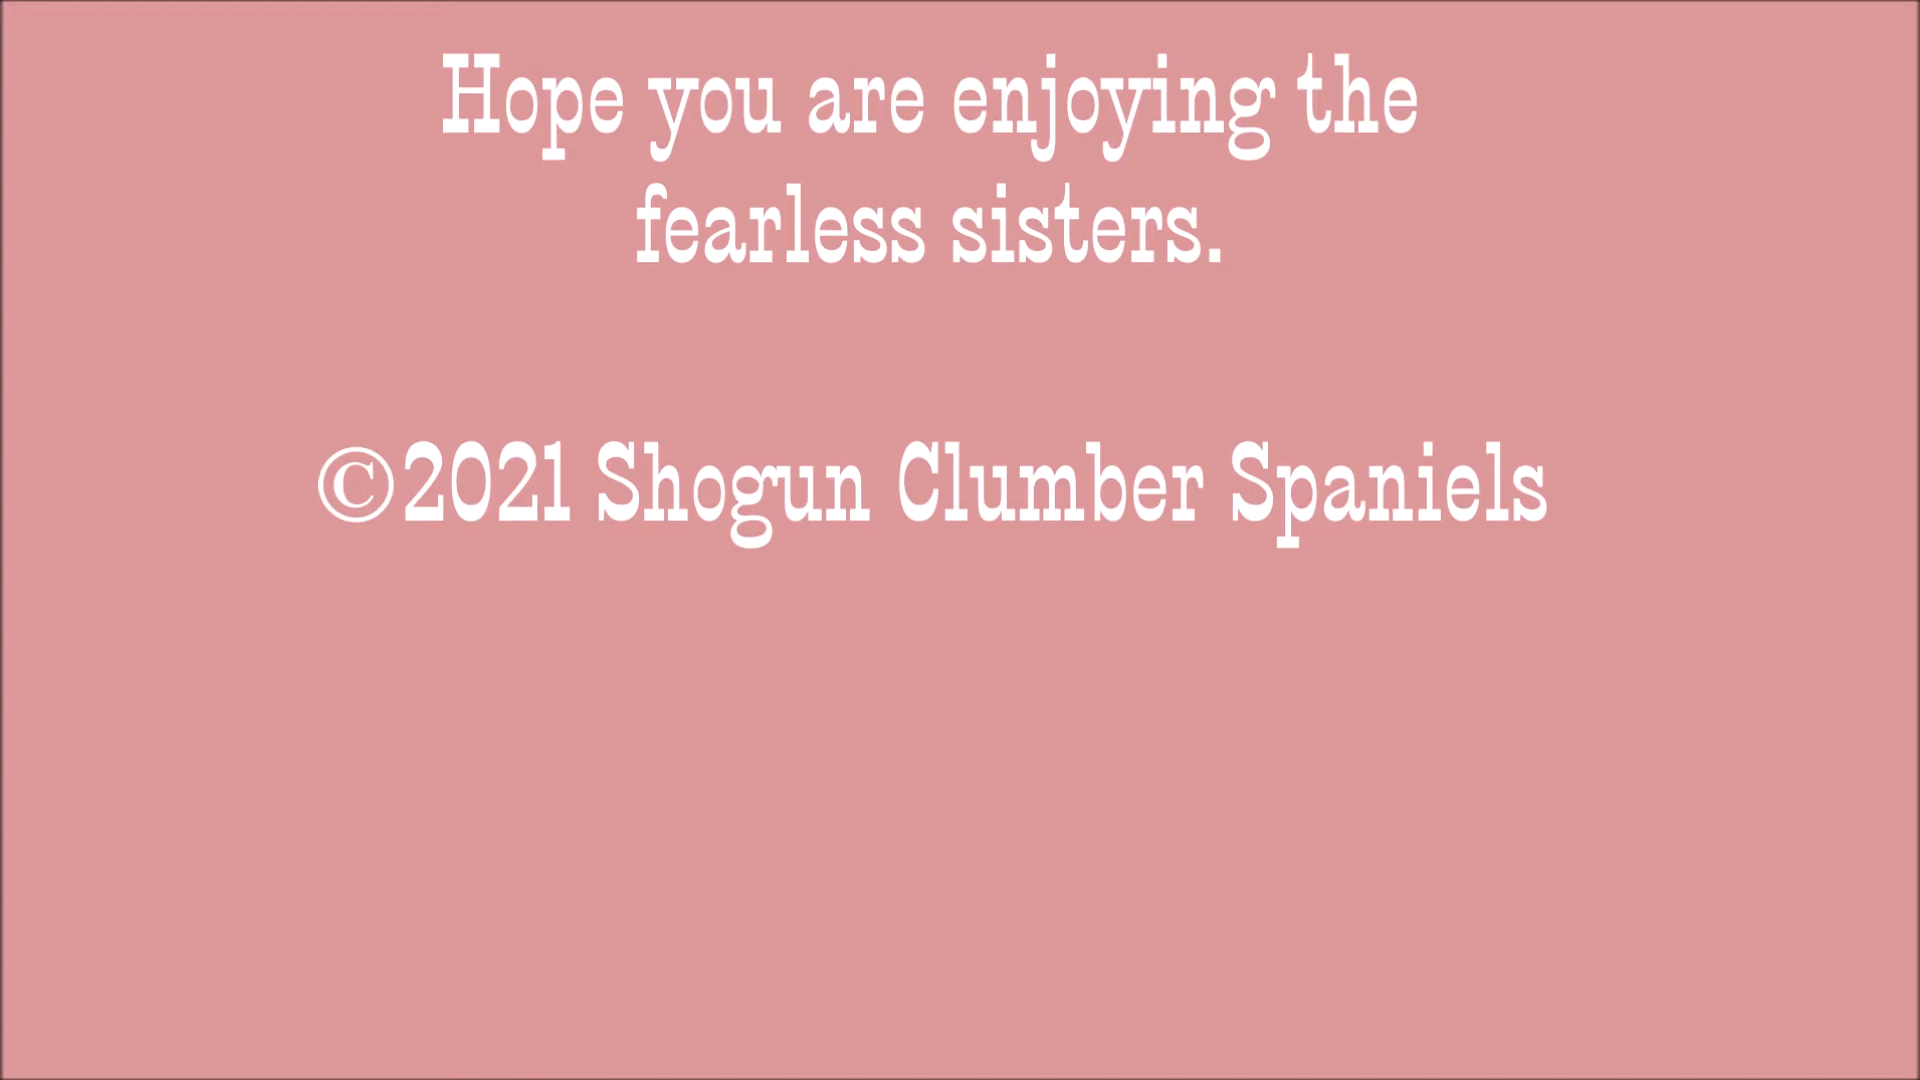 Hope you are enjoying the
fearless sisters.
©2021 Shogun Clumber Spaniels